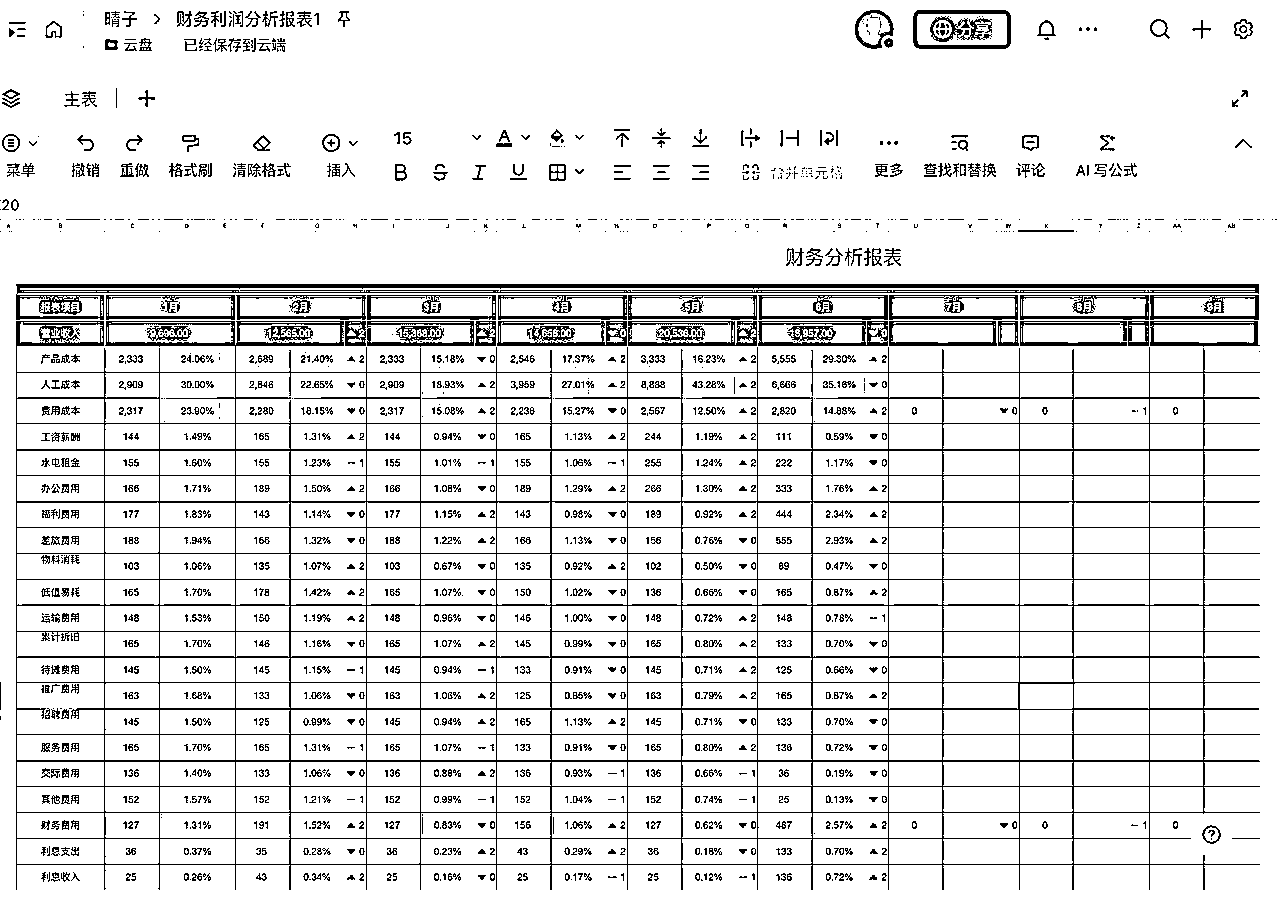 晴子 > 财务利润分析报表1
云盘 已经保存到云端
分享
主表
菜单 撤销 重做 格式刷 清除格式 插入 15 合并单元格 更多 查找和替换 评论 AI 写公式
财务分析报表
报表项目 1月 2月 3月 4月 5月 6月 7月 8月 9月
营业收入
产品成本 2,333 24.06% 2,689 21.40% ▲ 2 2,333 15.18% ▼ 0 2,546 17.37% ▲ 2 3,333 16.23% ▲ 2 5,555 29.30% ▲ 2
人工成本 2,909 30.00% 2,846 22.65% ▼ 0 2,909 18.93% ▲ 2 3,959 27.01% ▲ 2 8,888 43.28% ▲ 2 6,666 35.16% ▼ 0
费用成本 2,317 23.90% 2,280 18.15% ▼ 0 2,317 15.08% ▲ 2 2,238 15.27% ▼ 0 2,567 12.50% ▲ 2 2,820 14.88% ▲ 2 0 ▼ 0 0 – 1 0
工资薪酬 144 1.49% 165 1.31% ▲ 2 144 0.94% ▼ 0 165 1.13% ▲ 2 244 1.19% ▲ 2 111 0.59% ▼ 0
水电租金 155 1.60% 155 1.23% – 1 155 1.01% – 1 155 1.06% – 1 255 1.24% ▲ 2 222 1.17% ▼ 0
办公费用 166 1.71% 189 1.50% ▲ 2 166 1.08% ▼ 0 189 1.29% ▲ 2 266 1.30% ▲ 2 333 1.76% ▲ 2
福利费用 177 1.83% 143 1.14% ▼ 0 177 1.15% ▲ 2 143 0.98% ▼ 0 189 0.92% ▲ 2 444 2.34% ▲ 2
差旅费用 188 1.94% 166 1.32% ▼ 0 188 1.22% ▲ 2 166 1.13% ▼ 0 156 0.76% ▼ 0 555 2.93% ▲ 2
物料消耗 103 1.06% 135 1.07% ▲ 2 103 0.67% ▼ 0 135 0.92% ▲ 2 102 0.50% ▼ 0 89 0.47% ▼ 0
低值易耗 165 1.70% 178 1.42% ▲ 2 165 1.07% ▼ 0 150 1.02% ▼ 0 136 0.66% ▼ 0 165 0.87% ▲ 2
运输费用 148 1.53% 150 1.19% ▲ 2 148 0.96% ▼ 0 146 1.00% ▼ 0 148 0.72% ▲ 2 148 0.78% – 1
累计折旧 165 1.70% 146 1.16% ▼ 0 165 1.07% ▲ 2 145 0.99% ▼ 0 165 0.80% ▲ 2 133 0.70% ▼ 0
待摊费用 145 1.50% 145 1.15% – 1 145 0.94% – 1 133 0.91% ▼ 0 145 0.71% ▲ 2 125 0.66% ▼ 0
推广费用 163 1.68% 133 1.06% ▼ 0 163 1.06% ▲ 2 125 0.85% ▼ 0 163 0.79% ▲ 2 165 0.87% ▲ 2
招聘费用 145 1.50% 125 0.99% ▼ 0 145 0.94% ▲ 2 165 1.13% ▲ 2 145 0.71% ▼ 0 133 0.70% ▼ 0
服务费用 165 1.70% 165 1.31% – 1 165 1.07% – 1 133 0.91% ▼ 0 165 0.80% ▲ 2 136 0.72% ▼ 0
交际费用 136 1.40% 133 1.06% ▼ 0 136 0.88% ▲ 2 136 0.93% – 1 136 0.66% – 1 36 0.19% ▼ 0
其他费用 152 1.57% 152 1.21% – 1 152 0.99% – 1 152 1.04% – 1 152 0.74% – 1 25 0.13% ▼ 0
财务费用 127 1.31% 191 1.52% ▲ 2 127 0.83% ▼ 0 156 1.06% ▲ 2 127 0.62% ▼ 0 487 2.57% ▲ 2 0 ▼ 0 0 – 1 0
利息支出 36 0.37% 35 0.28% ▼ 0 36 0.23% ▲ 2 43 0.29% ▲ 2 36 0.18% ▼ 0 133 0.70% ▲ 2
利息收入 25 0.26% 43 0.34% ▲ 2 25 0.16% ▼ 0 25 0.17% – 1 25 0.12% – 1 136 0.72% ▲ 2